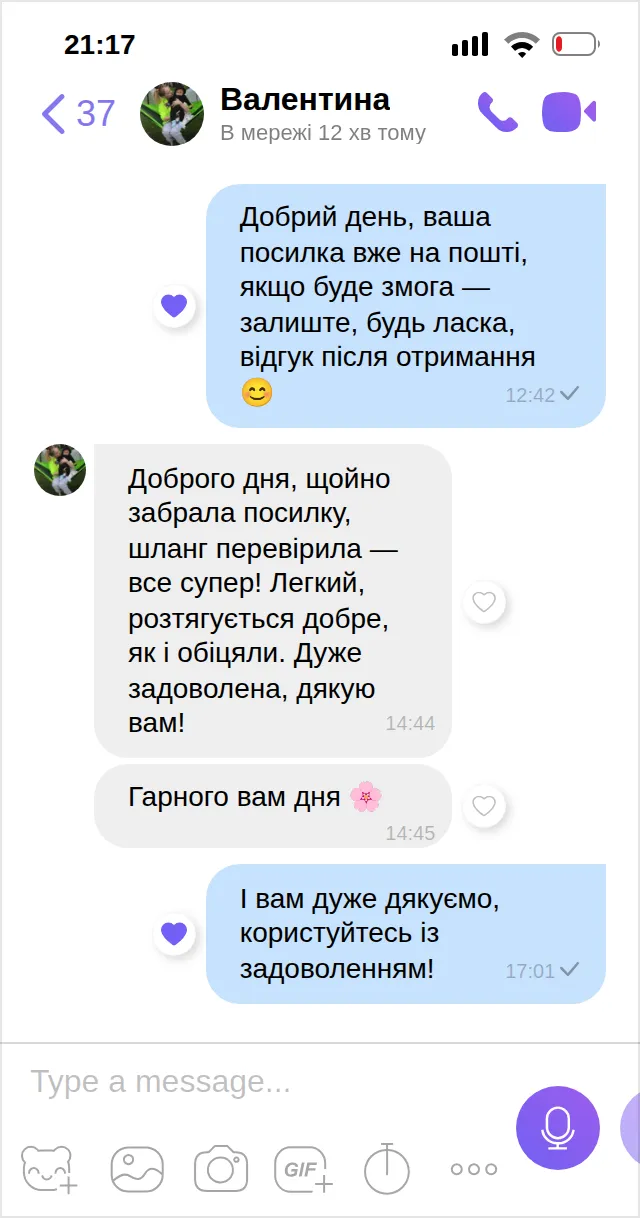 21:17
37
Валентина
В мережі 12 хв тому
Добрий день, ваша
посилка вже на пошті,
якщо буде змога —
залиште, будь ласка,
відгук після отримання
😊
12:42
Доброго дня, щойно
забрала посилку,
шланг перевірила —
все супер! Легкий,
розтягується добре,
як і обіцяли. Дуже
задоволена, дякую
вам!
14:44
Гарного вам дня 🌸
14:45
І вам дуже дякуємо,
користуйтесь із
задоволенням!
17:01
Type a message...
GIF